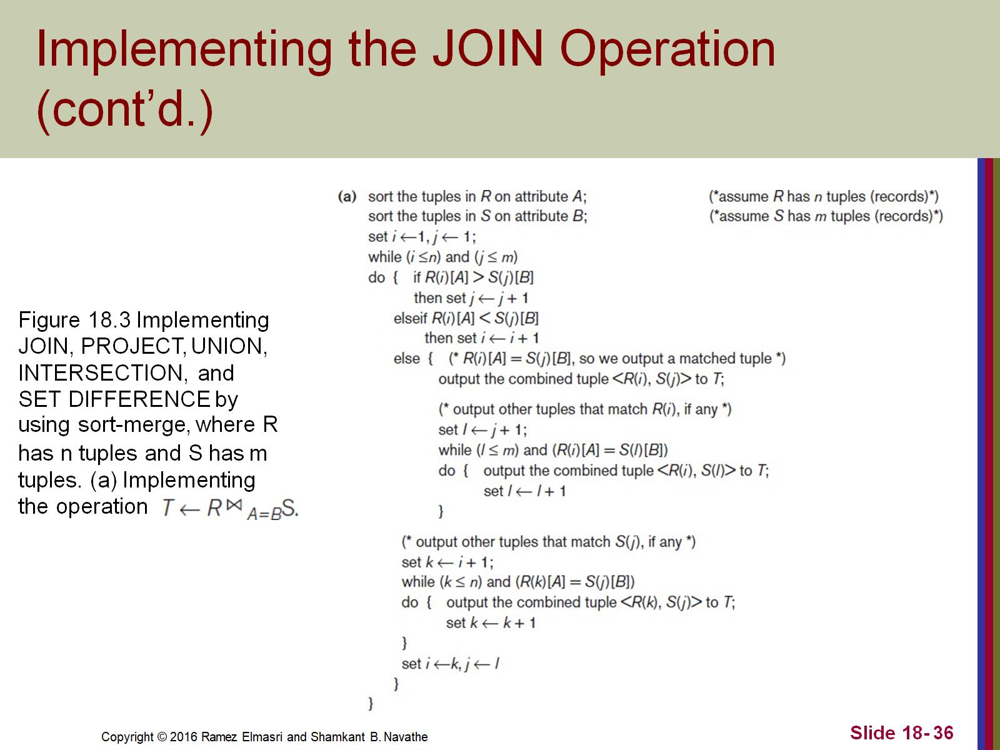 Implementing the JOIN Operation
(cont’d.)
Figure 18.3 Implementing
JOIN, PROJECT, UNION,
INTERSECTION, and
SET DIFFERENCE by
using sort-merge, where R
has n tuples and S has m
tuples. (a) Implementing
the operation T ← R ⋈ A=B S.
(a) sort the tuples in R on attribute A; (*assume R has n tuples (records)*)
sort the tuples in S on attribute B; (*assume S has m tuples (records)*)
set i ←1, j ← 1;
while (i ≤n) and (j ≤ m)
do { if R(i)[A] > S(j)[B]
then set j ← j + 1
elseif R(i)[A] < S(j)[B]
then set i ← i + 1
else { (* R(i)[A] = S(j)[B], so we output a matched tuple *)
output the combined tuple <R(i), S(j)> to T;
(* output other tuples that match R(i), if any *)
set l ← j + 1;
while (l ≤ m) and (R(i)[A] = S(l)[B])
do { output the combined tuple <R(i), S(l)> to T;
set l ← l + 1
}
(* output other tuples that match S(j), if any *)
set k ← i + 1;
while (k ≤ n) and (R(k)[A] = S(j)[B])
do { output the combined tuple <R(k), S(j)> to T;
set k ← k + 1
}
set i ←k, j ← l
}
}
Copyright © 2016 Ramez Elmasri and Shamkant B. Navathe
Slide 18- 36